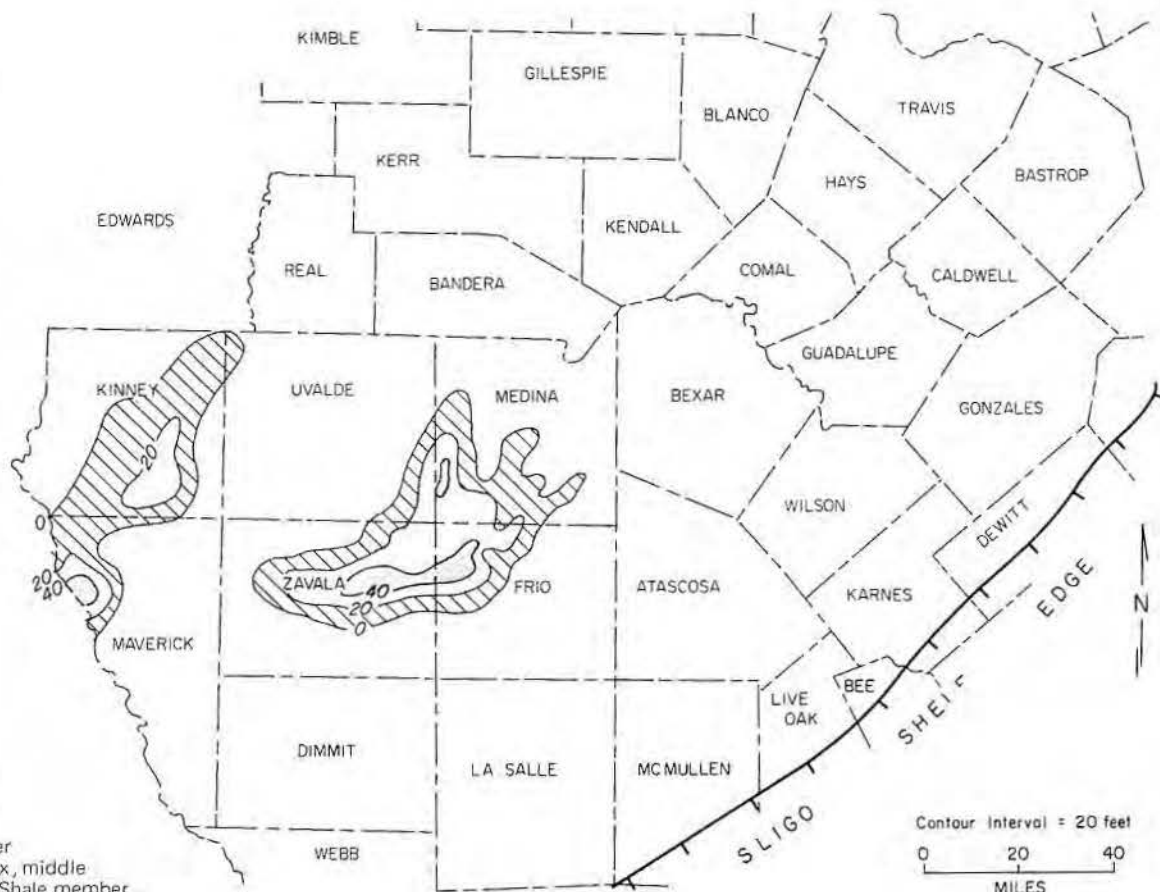 KIMBLE
GILLESPIE
BLANCO
TRAVIS
KERR
HAYS
BASTROP
EDWARDS
KENDALL
REAL
BANDERA
COMAL
CALDWELL
GUADALUPE
KINNEY
UVALDE
MEDINA
BEXAR
GONZALES
20
0
WILSON
DEWITT
20
40
ZAVALA
40
20
0
FRIO
ATASCOSA
KARNES
EDGE
N
MAVERICK
BEE
LIVE
OAK
SHELF
DIMMIT
LA SALLE
MC MULLEN
SLIGO
WEBB
Contour Interval = 20 feet
0 20 40
MILES
middle
Shale member